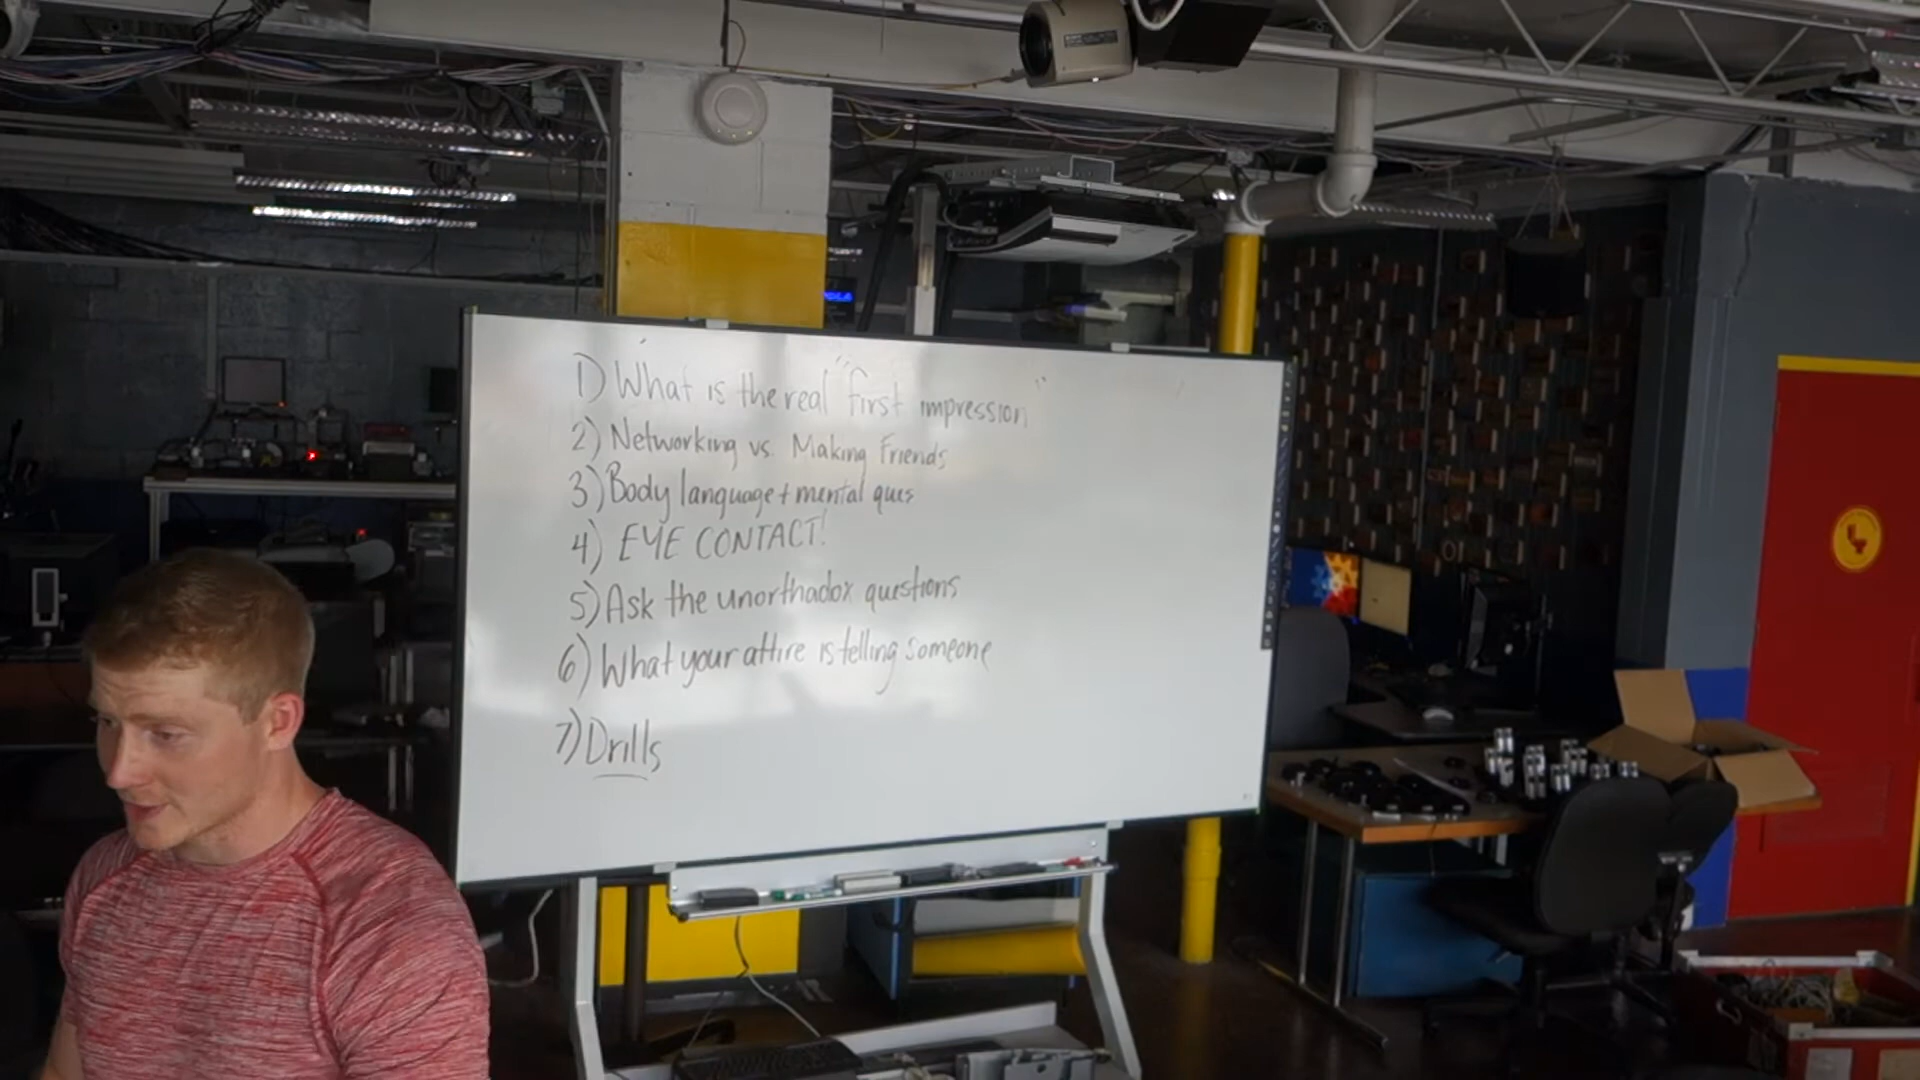 1) What is the real "first impression"
2) Networking vs. Making Friends
3) Body language + mental ques
4) EYE CONTACT!
5) Ask the unorthodox questions
6) What your attire is telling someone
7) Drills